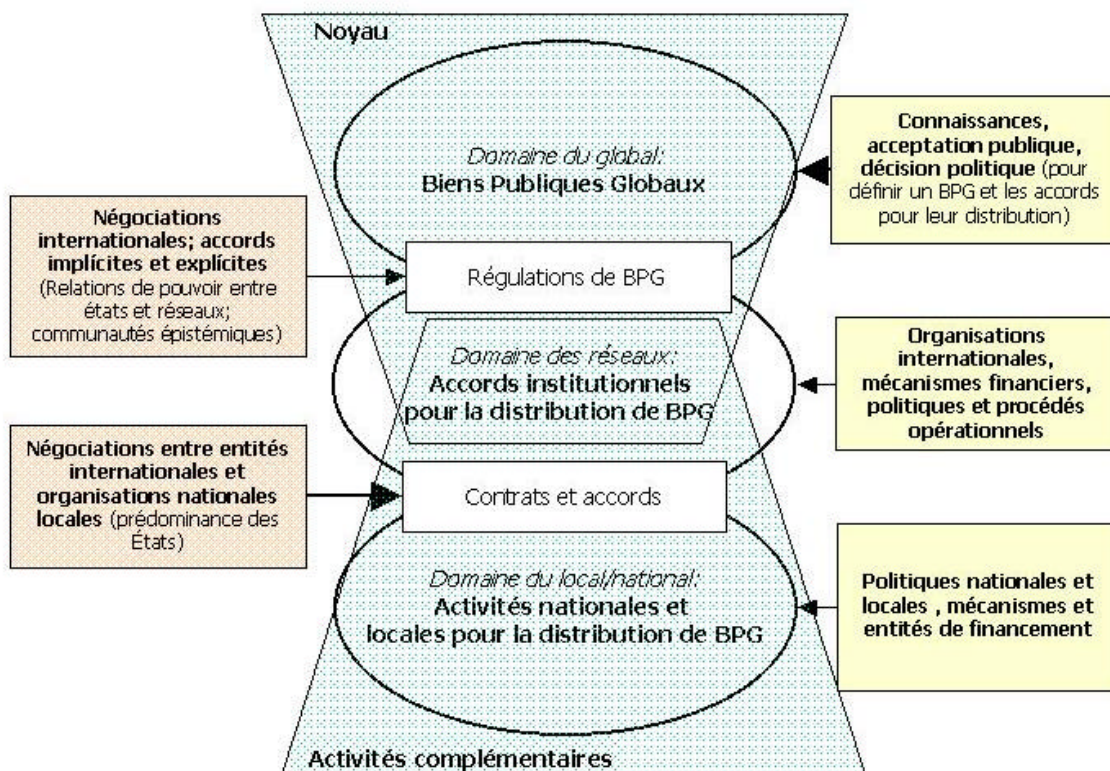 Noyau
Domaine du global:
Biens Publiques Globaux
Connaissances,
acceptation publique,
décision politique (pour
définir un BPG et les accords
pour leur distribution)
Négociations
internationales; accords
implícites et explícites
(Relations de pouvoir entre
états et réseaux;
communautés épistémiques)
Régulations de BPG
Domaine des réseaux:
Accords institutionnels
pour la distribution de BPG
Organisations
internationales,
mécanismes financiers,
politiques et procédés
opérationnels
Négociations entre entités
internationales et
organisations nationales
locales (prédominance des
États)
Contrats et accords
Domaine du local/national:
Activités nationales et
locales pour la distribution de BPG
Politiques nationales et
locales , mécanismes et
entités de financement
Activités complémentaires